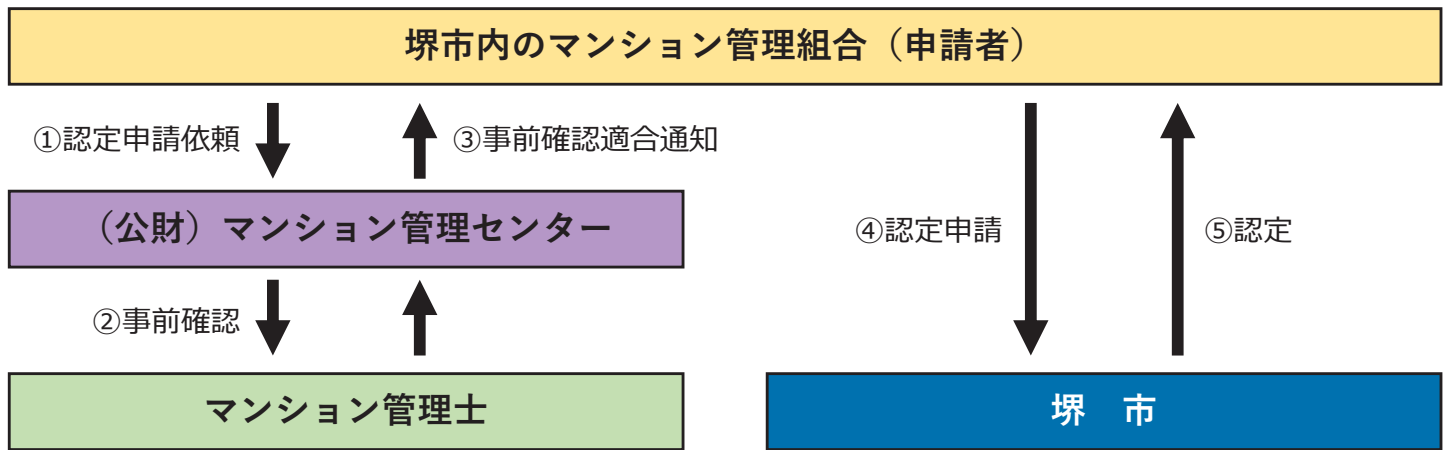 堺市内のマンション管理組合（申請者）
①認定申請依頼
③事前確認適合通知
（公財）マンション管理センター
④認定申請
⑤認定
②事前確認
マンション管理士
堺　市